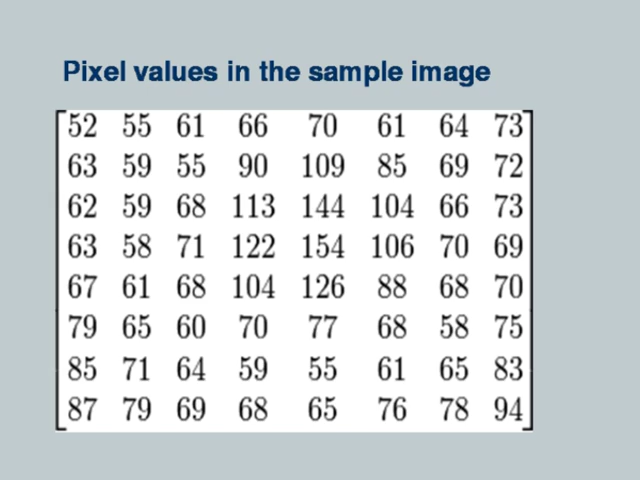 Pixel values in the sample image
52 55 61 66 70 61 64 73
63 59 55 90 109 85 69 72
62 59 68 113 144 104 66 73
63 58 71 122 154 106 70 69
67 61 68 104 126 88 68 70
79 65 60 70 77 68 58 75
85 71 64 59 55 61 65 83
87 79 69 68 65 76 78 94